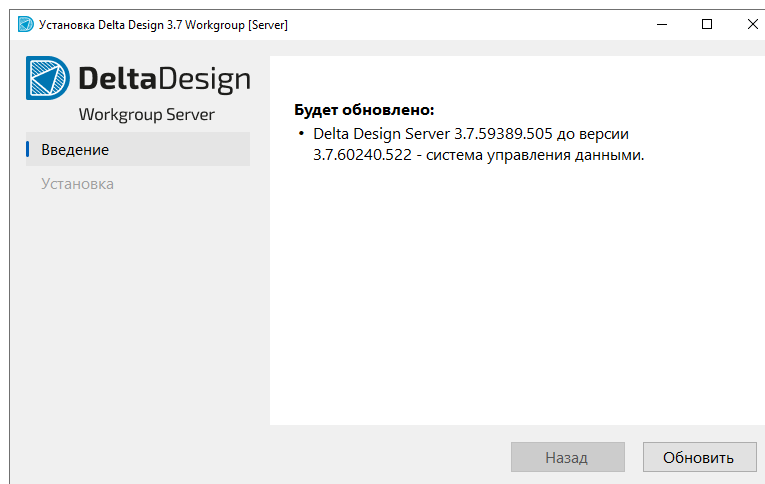 Установка Delta Design 3.7 Workgroup [Server]
DeltaDesign
Workgroup Server
Введение
Установка
Будет обновлено:
• Delta Design Server 3.7.59389.505 до версии
3.7.60240.522 - система управления данными.
Назад
Обновить